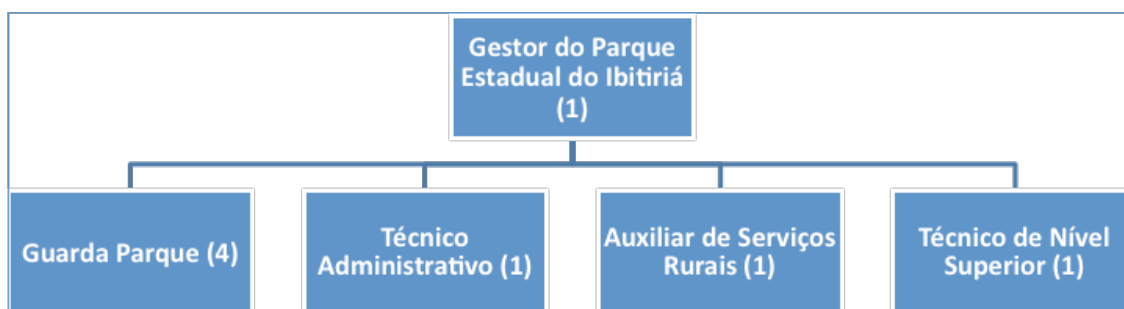 Gestor do Parque
Estadual do Ibitiriá
(1)
Guarda Parque (4)
Técnico
Administrativo (1)
Auxiliar de Serviços
Rurais (1)
Técnico de Nível
Superior (1)